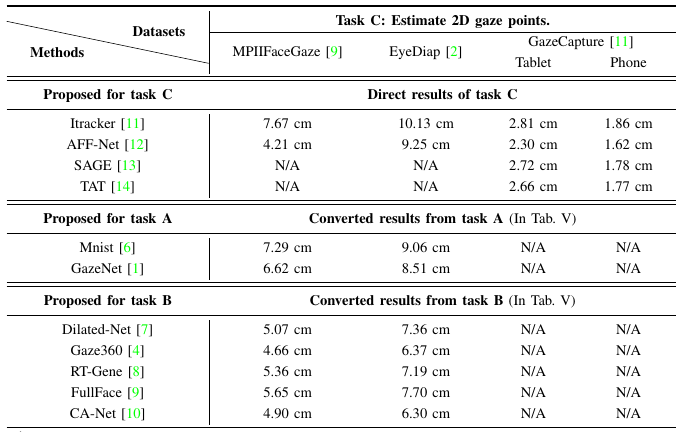 Datasets
Methods
Task C: Estimate 2D gaze points.
MPIIFaceGaze [9] EyeDiap [2] GazeCapture [11]
Tablet Phone
Proposed for task C Direct results of task C
Itracker [11] 7.67 cm 10.13 cm 2.81 cm 1.86 cm
AFF-Net [12] 4.21 cm 9.25 cm 2.30 cm 1.62 cm
SAGE [13] N/A N/A 2.72 cm 1.78 cm
TAT [14] N/A N/A 2.66 cm 1.77 cm
Proposed for task A Converted results from task A (In Tab. V)
Mnist [6] 7.29 cm 9.06 cm N/A N/A
GazeNet [1] 6.62 cm 8.51 cm N/A N/A
Proposed for task B Converted results from task B (In Tab. V)
Dilated-Net [7] 5.07 cm 7.36 cm N/A N/A
Gaze360 [4] 4.66 cm 6.37 cm N/A N/A
RT-Gene [8] 5.36 cm 7.19 cm N/A N/A
FullFace [9] 5.65 cm 7.70 cm N/A N/A
CA-Net [10] 4.90 cm 6.30 cm N/A N/A